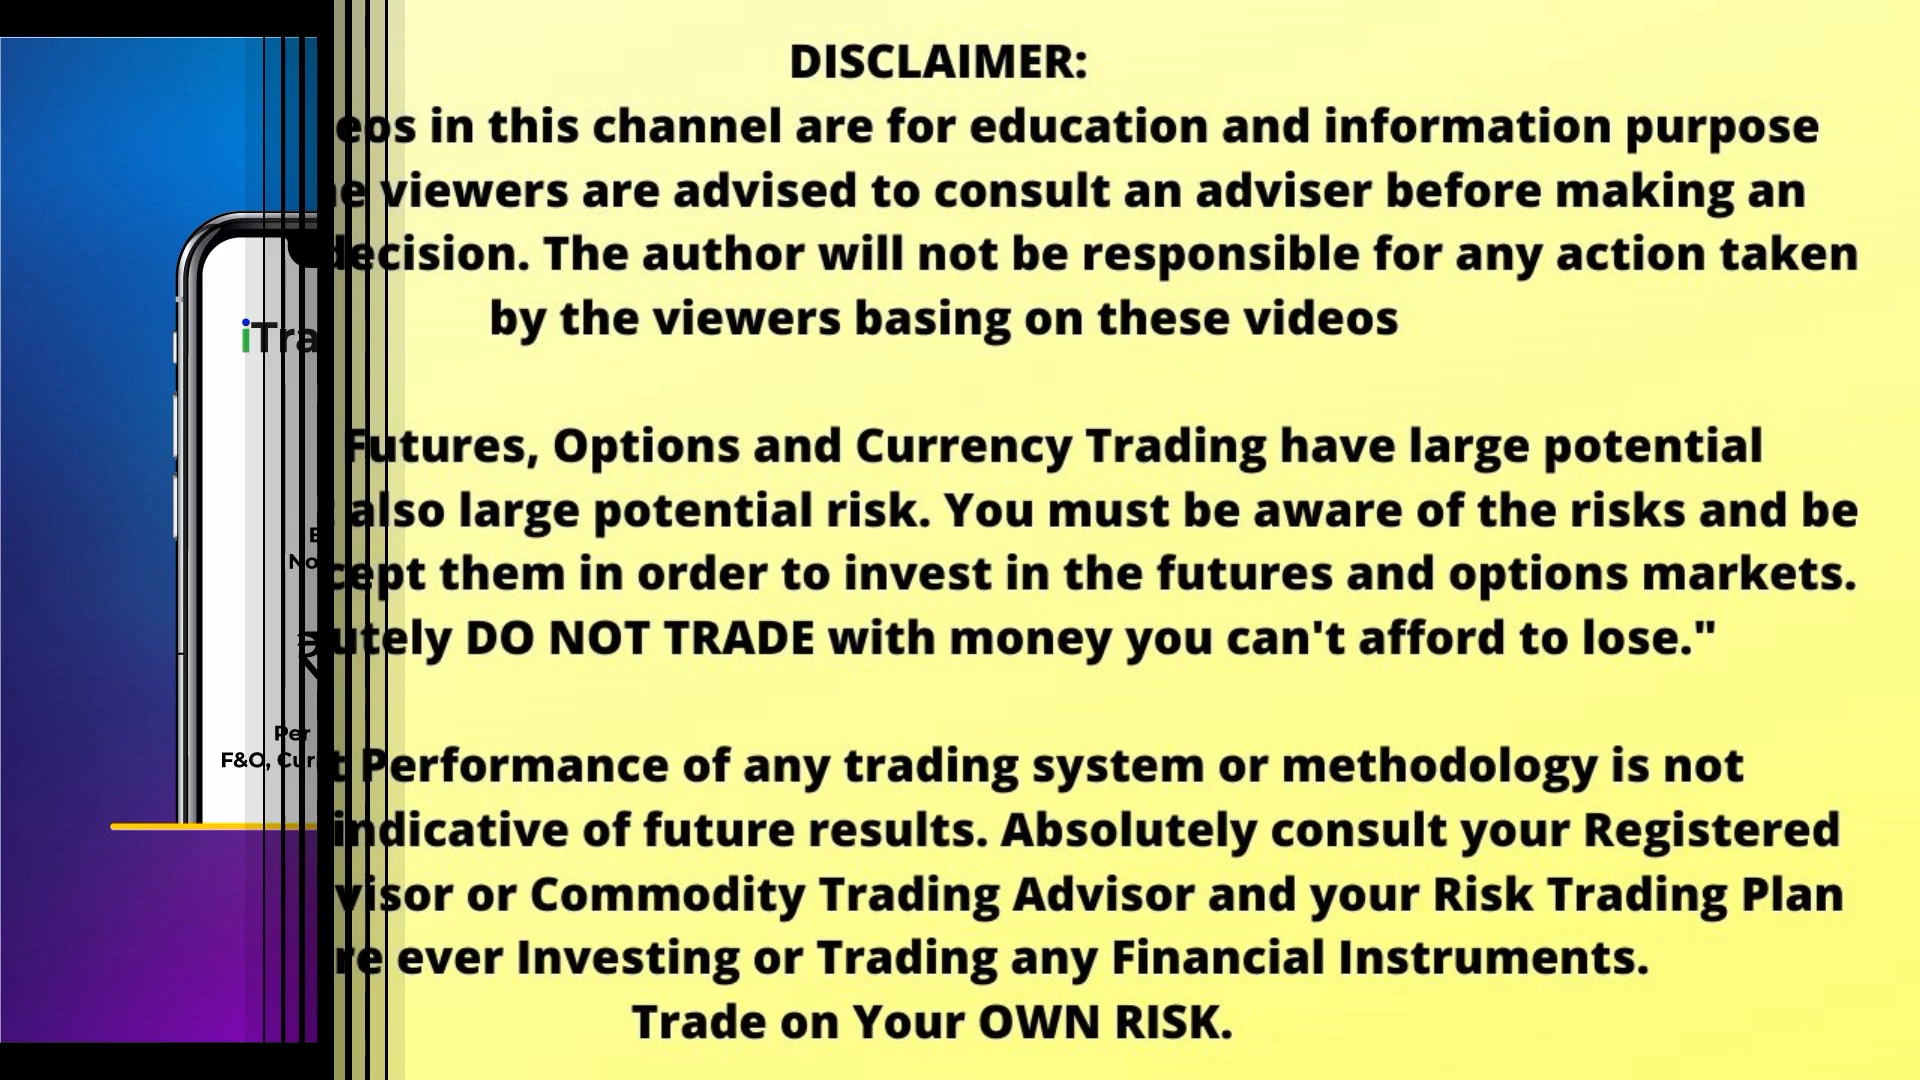 DISCLAIMER:
in this channel are for education and information purpose
viewers are advised to consult an adviser before making an
decision. The author will not be responsible for any action taken
by the viewers basing on these videos
Futures, Options and Currency Trading have large potential
also large potential risk. You must be aware of the risks and be
them in order to invest in the futures and options markets.
DO NOT TRADE with money you can't afford to lose."
Performance of any trading system or methodology is not
indicative of future results. Absolutely consult your Registered
or Commodity Trading Advisor and your Risk Trading Plan
ever Investing or Trading any Financial Instruments.
Trade on Your OWN RISK.
iTra
No
Per
F&O, Cur